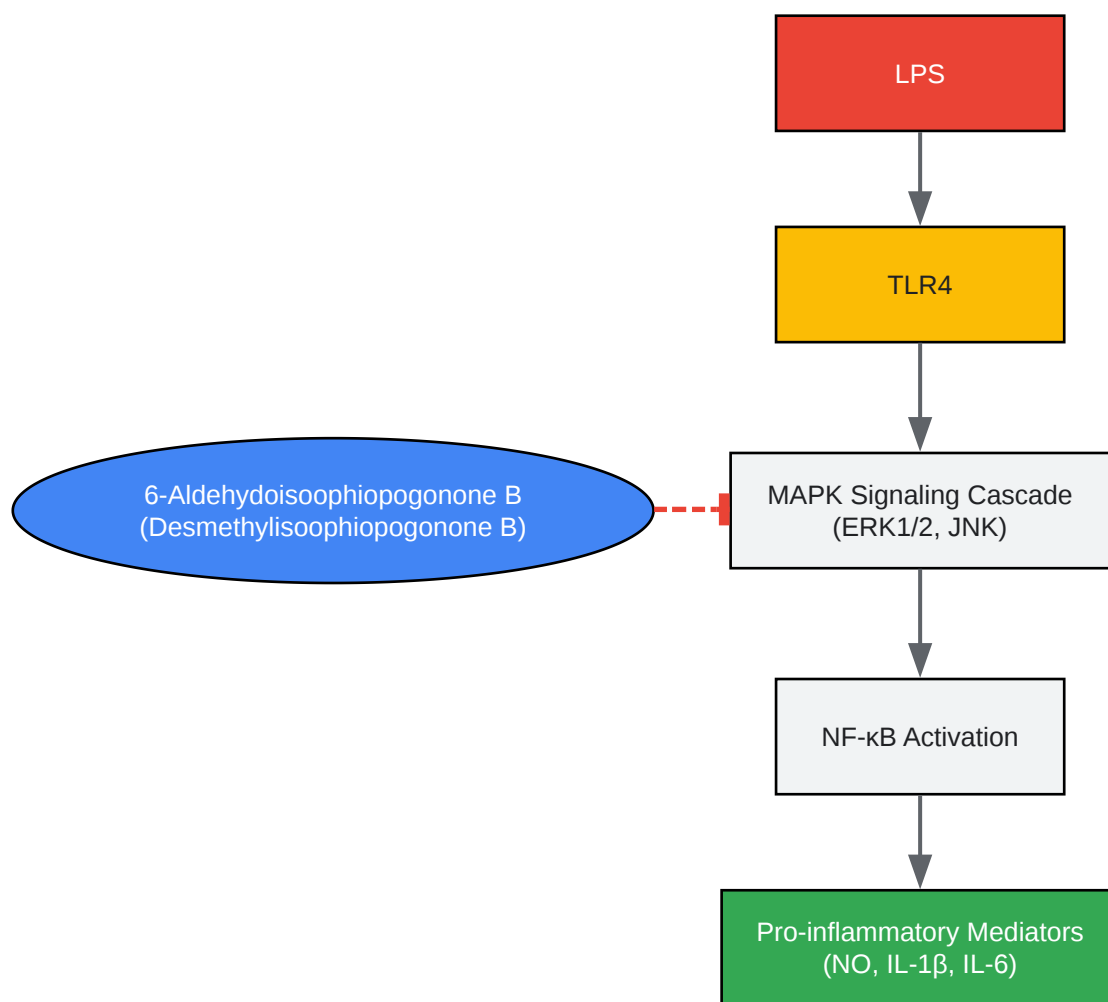 LPS
TLR4
6-Aldehydoisoophiopogonone B
(Desmethylisoophiopogonone B)
MAPK Signaling Cascade
(ERK1/2, JNK)
NF-κB Activation
Pro-inflammatory Mediators
(NO, IL-1β, IL-6)